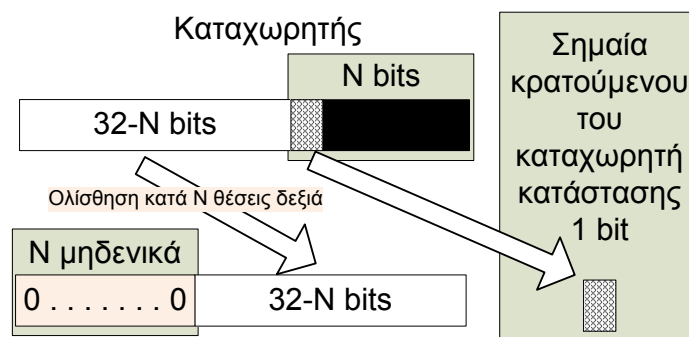 Καταχωρητής
N bits
32-N bits
Ολίσθηση κατά N θέσεις δεξιά
N μηδενικά
0 . . . . . . . 0
32-N bits
Σημαία
κρατούμενου
του
καταχωρητή
κατάστασης
1 bit